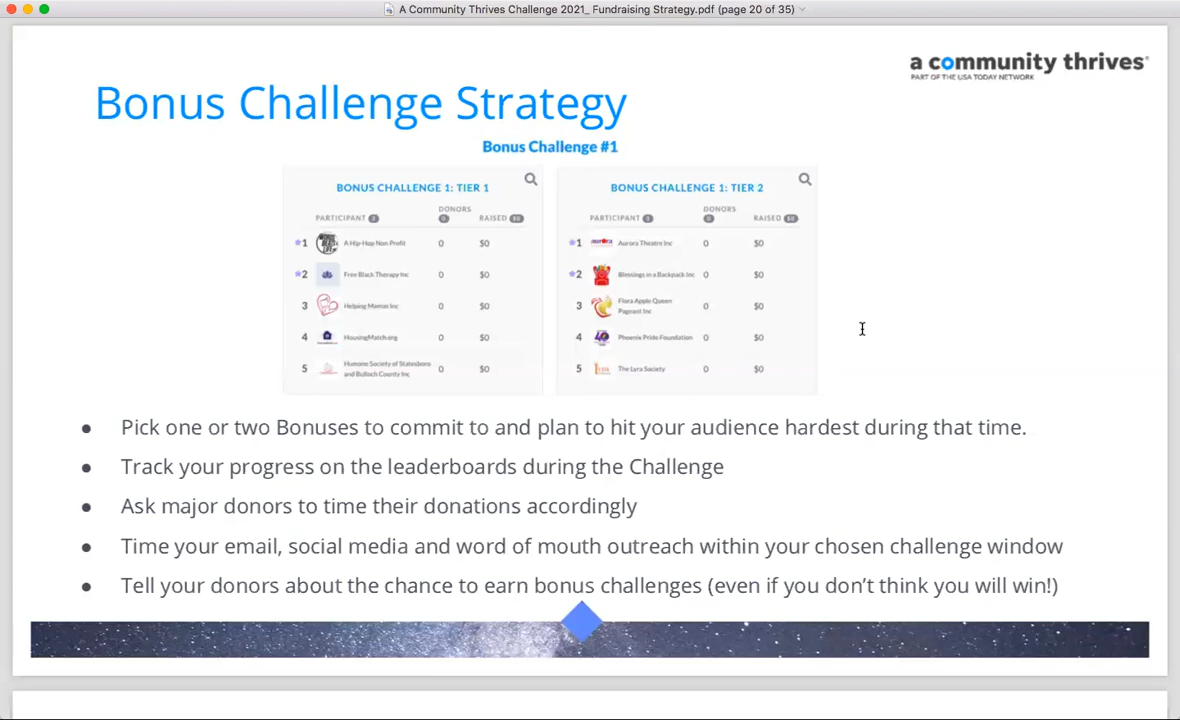 A Community Thrives Challenge 2021_ Fundraising Strategy.pdf (page 20 of 35)
a community thrives
PART OF THE USA TODAY NETWORK
Bonus Challenge Strategy
Bonus Challenge #1
BONUS CHALLENGE 1: TIER 1
PARTICIPANT DONORS 0 RAISED $0
1 A Hip-Hop Non Profit 0 $0
2 Free Black Therapy Inc 0 $0
3 Helping Mamas Inc 0 $0
4 HousingMatch.org 0 $0
5 Humane Society of Statesboro and Bulloch County Inc 0 $0
BONUS CHALLENGE 1: TIER 2
PARTICIPANT DONORS 0 RAISED $0
1 Aurora Theatre Inc 0 $0
2 Blessings in a Backpack Inc 0 $0
3 Flora Apple Queen Pageant Inc 0 $0
4 Phoenix Pride Foundation 0 $0
5 The Lyra Society 0 $0
● Pick one or two Bonuses to commit to and plan to hit your audience hardest during that time.
● Track your progress on the leaderboards during the Challenge
● Ask major donors to time their donations accordingly
● Time your email, social media and word of mouth outreach within your chosen challenge window
● Tell your donors about the chance to earn bonus challenges (even if you don't think you will win!)